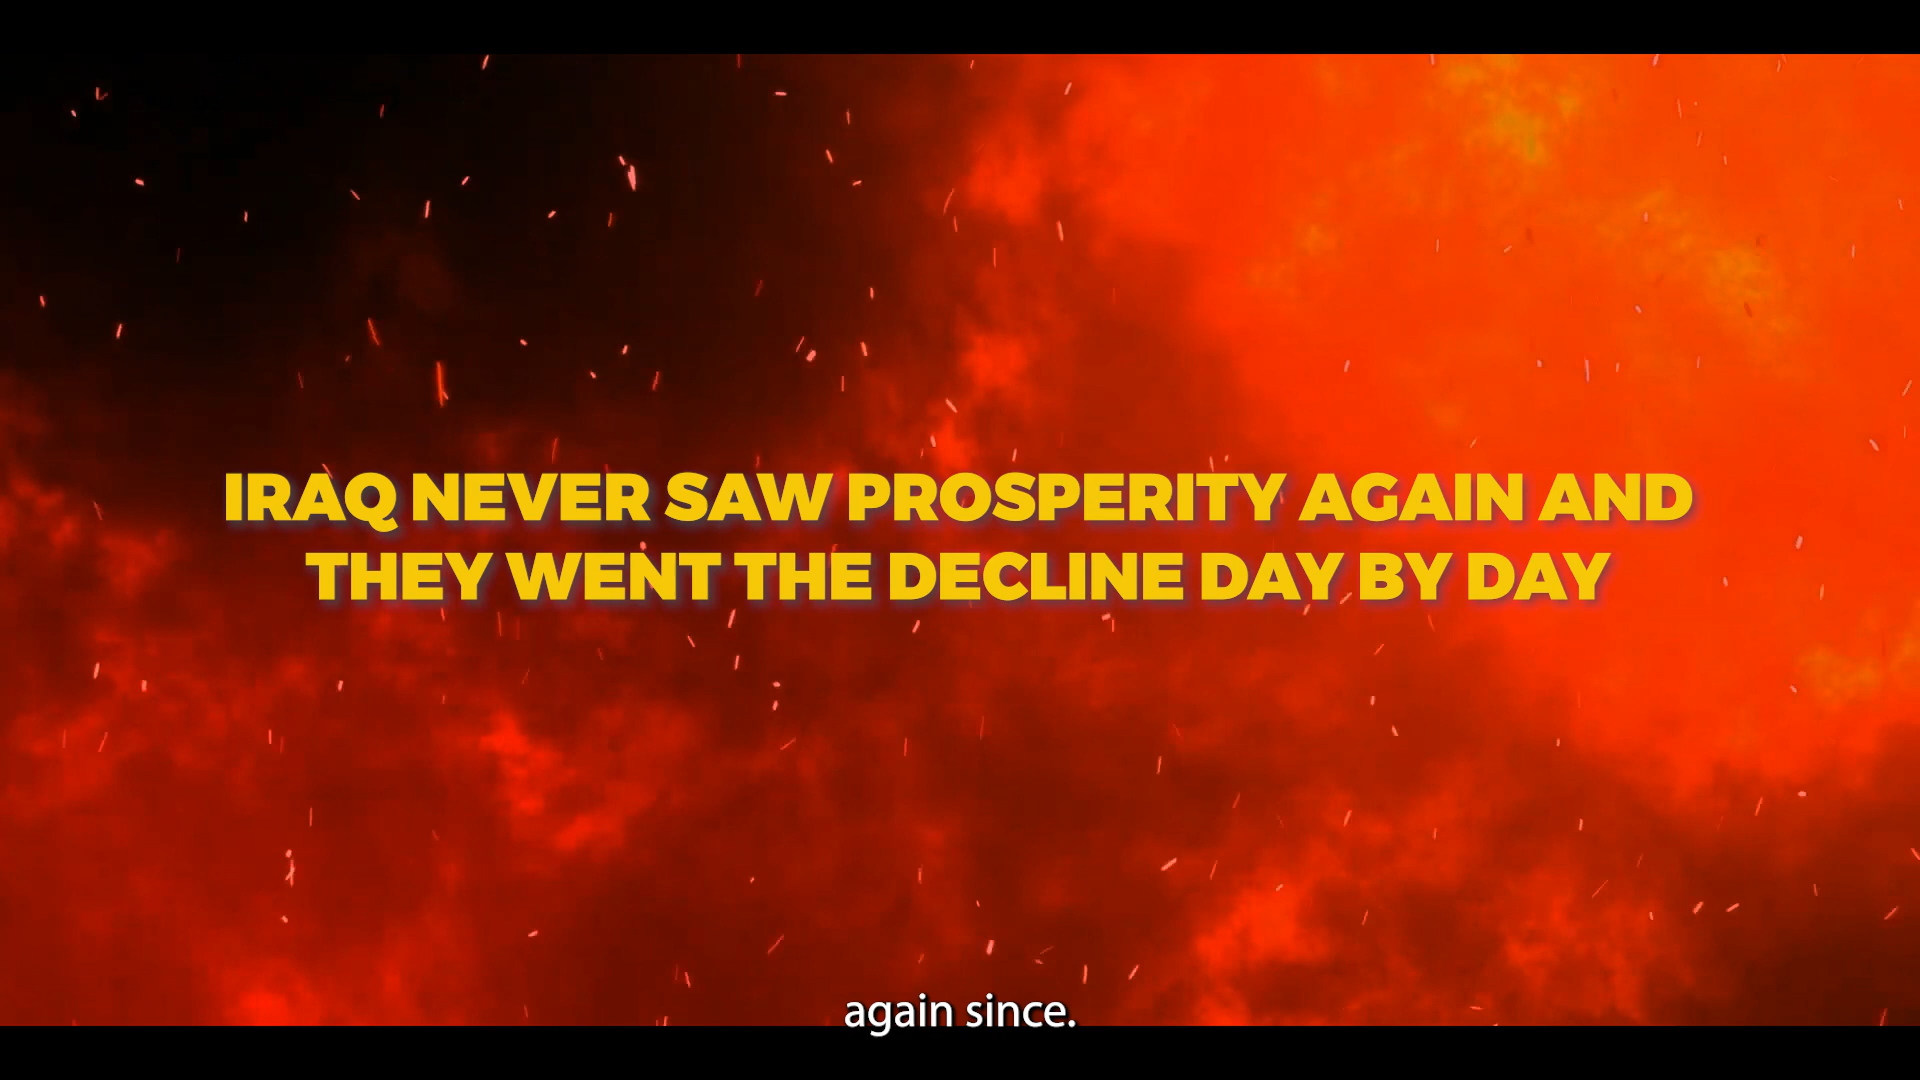 IRAQ NEVER SAW PROSPERITY AGAIN AND
THEY WENT THE DECLINE DAY BY DAY
again since.